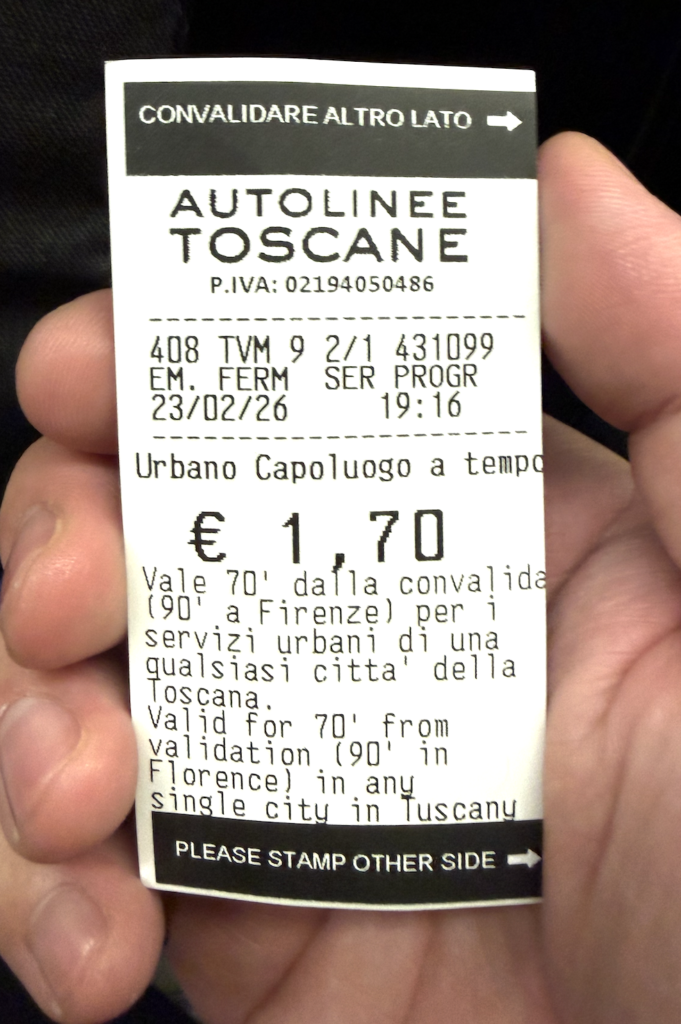 CONVALIDARE ALTRO LATO →
AUTOLINEE
TOSCANE
P.IVA: 02194050486
408 TVM 9 2/1 431099
EM. FERM SER PROGR
23/02/26 19:16
Urbano Capoluogo a tempo
€ 1,70
Vale 70' dalla convalida
(90' a Firenze) per i
servizi urbani di una
qualsiasi citta' della
Toscana.
Valid for 70' from
validation (90' in
Florence) in any
single city in Tuscany
PLEASE STAMP OTHER SIDE →